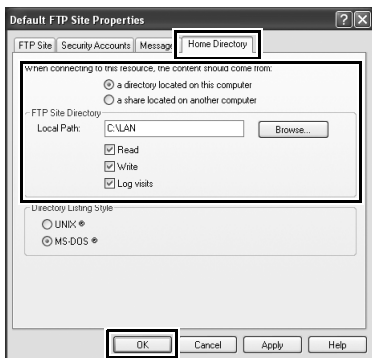 Default FTP Site Properties
FTP Site Security Accounts Message Home Directory
When connecting to this resource, the content should come from:
a directory located on this computer
a share located on another computer
FTP Site Directory
Local Path: C:\LAN Browse...
Read
Write
Log visits
Directory Listing Style
UNIX ®
MS-DOS ®
OK Cancel Apply Help